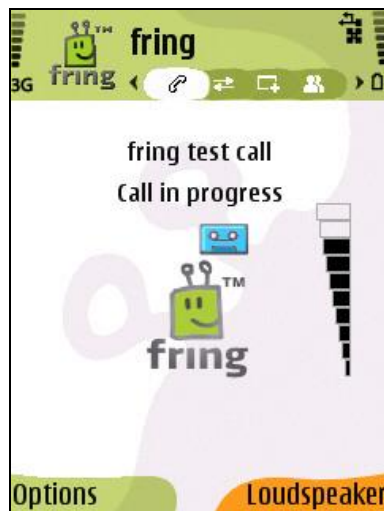 fring
TM
fring
3G
fring test call
Call in progress
TM
fring
Options
Loudspeaker